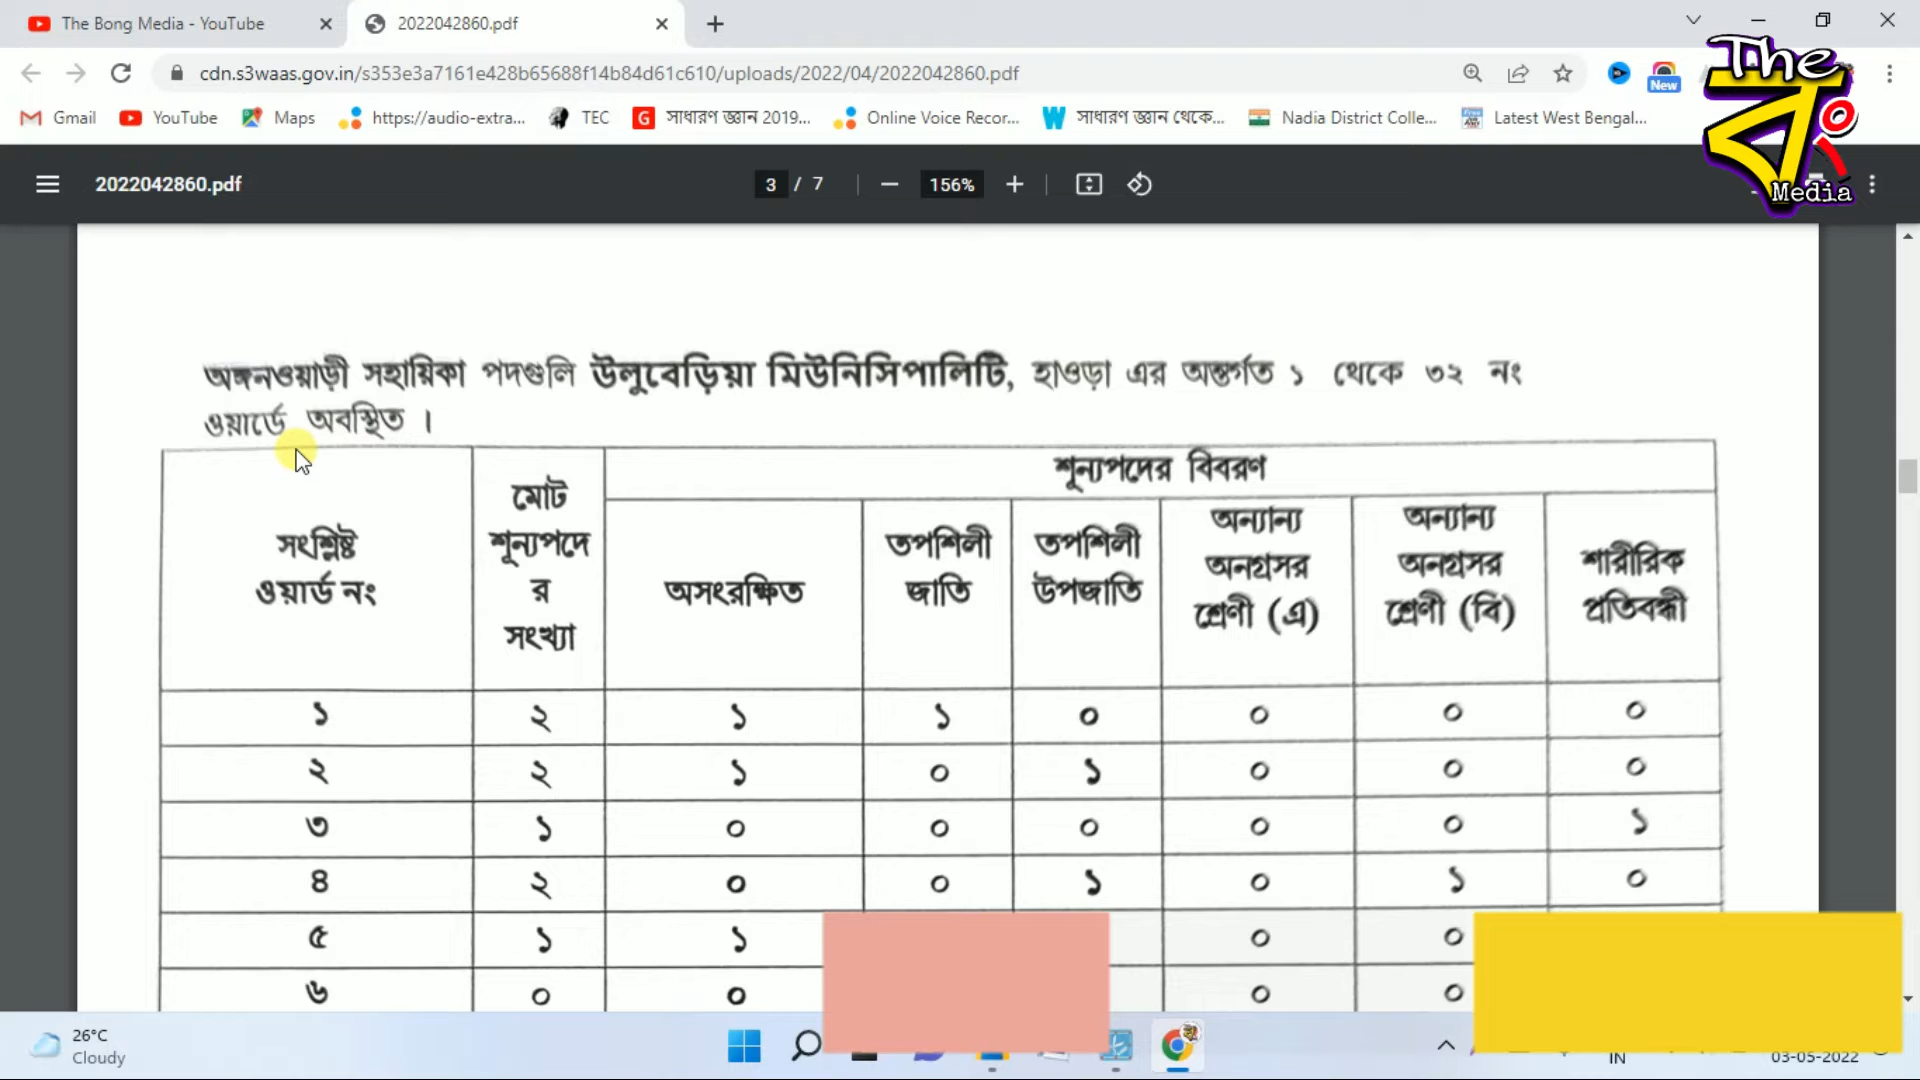 The Bong Media - YouTube
2022042860.pdf
cdn.s3waas.gov.in/s353e3a7161e428b65688f14b84d61c610/uploads/2022/04/2022042860.pdf
New
The
বং
Media
Gmail YouTube Maps https://audio-extra... TEC সাধারণ জ্ঞান 2019... Online Voice Recor... সাধারণ জ্ঞান থেকে... Nadia District Colle... Latest West Bengal...
2022042860.pdf 3 / 7 156%
অঙ্গনওয়াড়ী সহায়িকা পদগুলি উলুবেড়িয়া মিউনিসিপালিটি, হাওড়া এর অন্তর্গত ১ থেকে ৩২ নং
ওয়ার্ডে অবস্থিত ।
সংশ্লিষ্ট
ওয়ার্ড নং
মোট
শূন্যপদে
র
সংখ্যা
শূন্যপদের বিবরণ
অসংরক্ষিত
তপশিলী
জাতি
তপশিলী
উপজাতি
অন্যান্য
অনগ্রসর
শ্রেণী (এ)
অন্যান্য
অনগ্রসর
শ্রেণী (বি)
শারীরিক
প্রতিবন্ধী
১ ২ ১ ১ ০ ০ ০ ০
২ ২ ১ ০ ১ ০ ০ ০
৩ ১ ০ ০ ০ ০ ০ ১
৪ ২ ০ ০ ১ ০ ১ ০
৫ ১ ১ ০ ০
৬ ০ ০ ০ ০
26°C
Cloudy
IN
03-05-2022